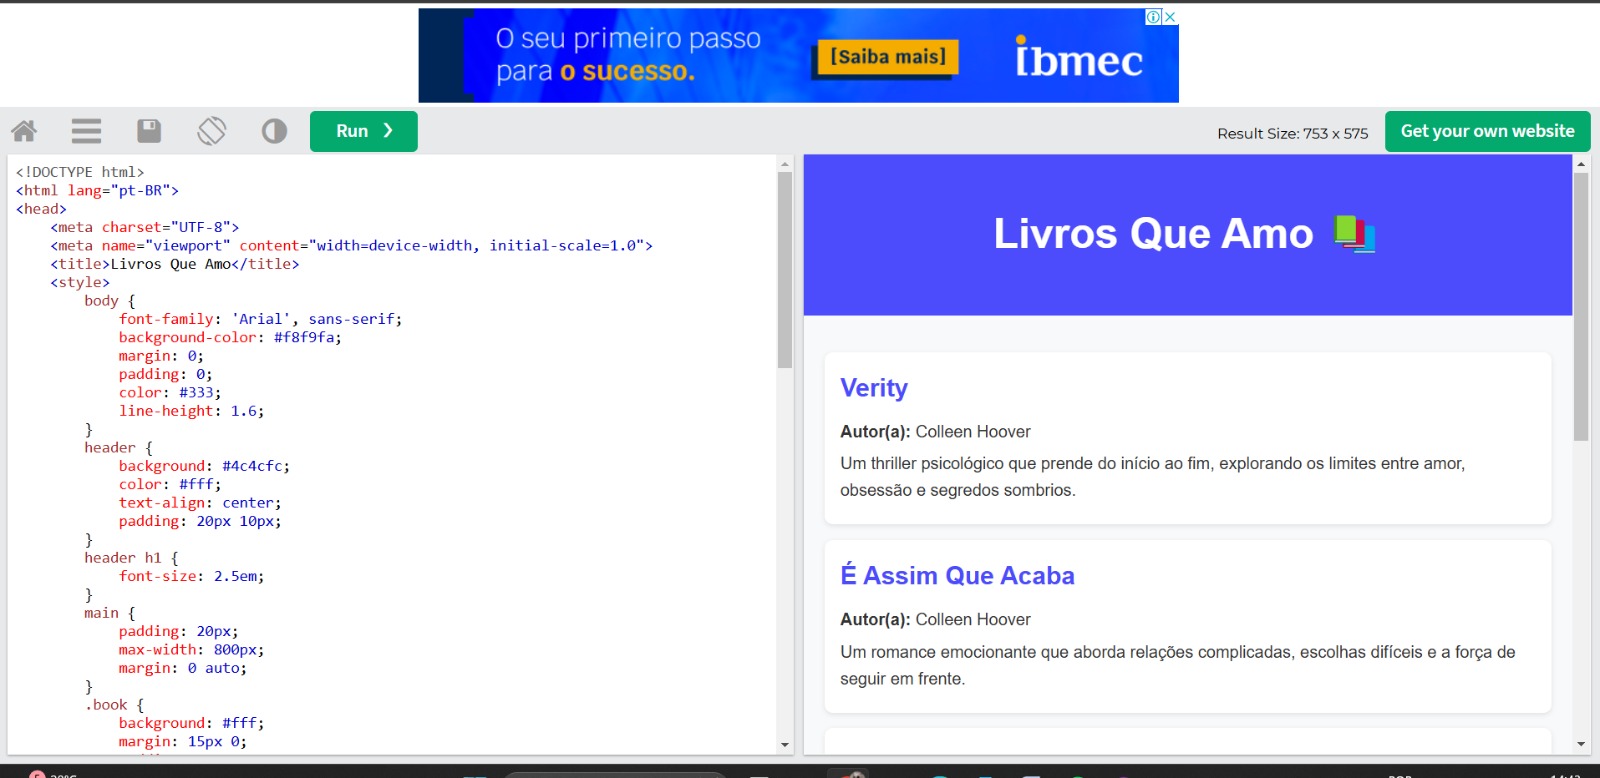 O seu primeiro passo
para o sucesso.
[Saiba mais]
ibmec
Run ❯
Result Size: 753 x 575
Get your own website
<!DOCTYPE html>
<html lang="pt-BR">
<head>
<meta charset="UTF-8">
<meta name="viewport" content="width=device-width, initial-scale=1.0">
<title>Livros Que Amo</title>
<style>
body {
font-family: 'Arial', sans-serif;
background-color: #f8f9fa;
margin: 0;
padding: 0;
color: #333;
line-height: 1.6;
}
header {
background: #4c4cfc;
color: #fff;
text-align: center;
padding: 20px 10px;
}
header h1 {
font-size: 2.5em;
}
main {
padding: 20px;
max-width: 800px;
margin: 0 auto;
}
.book {
background: #fff;
margin: 15px 0;
Livros Que Amo 📚
Verity
Autor(a): Colleen Hoover
Um thriller psicológico que prende do início ao fim, explorando os limites entre amor,
obsessão e segredos sombrios.
É Assim Que Acaba
Autor(a): Colleen Hoover
Um romance emocionante que aborda relações complicadas, escolhas difíceis e a força de
seguir em frente.